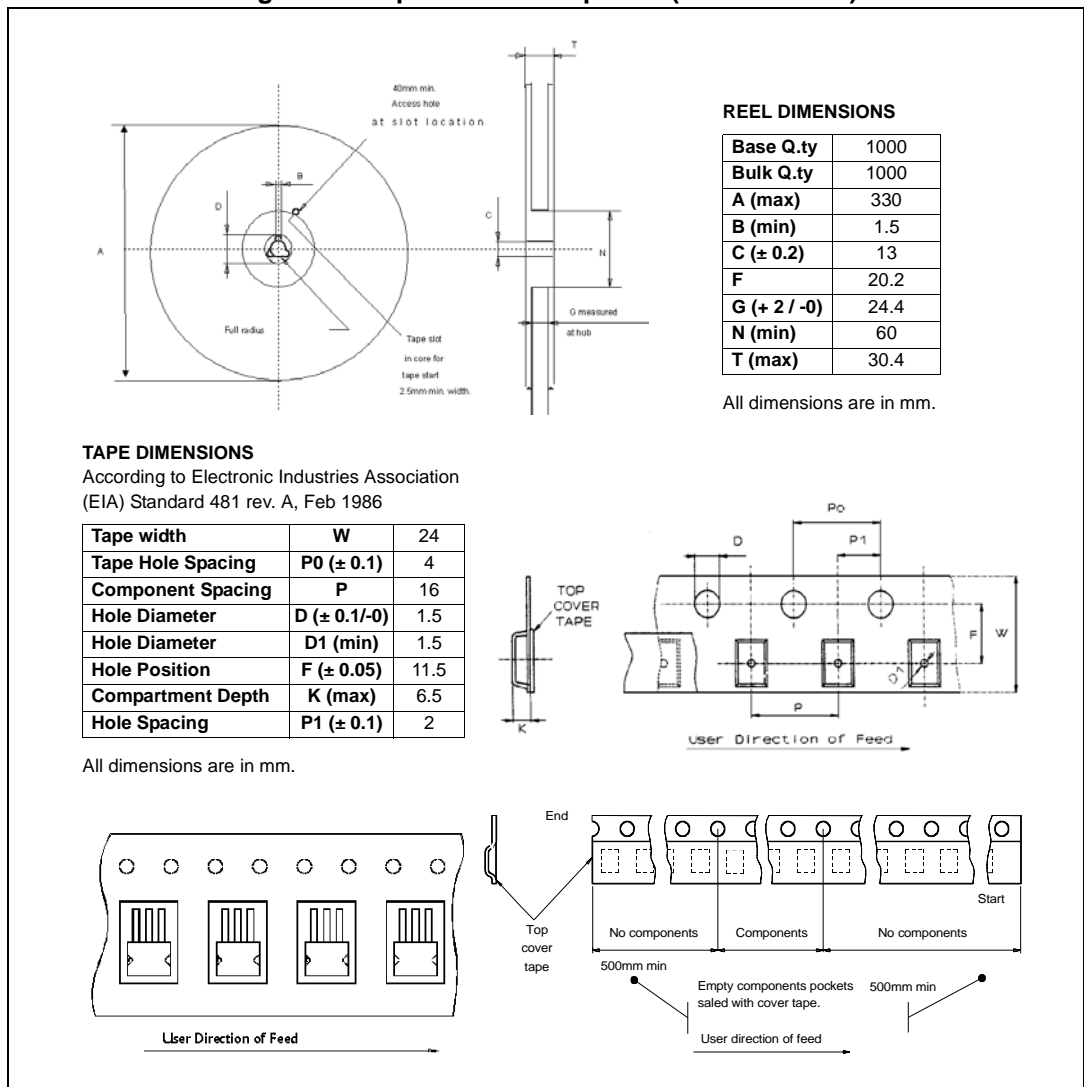 T
40mm min.
Access hole
at slot location
B
D
C
A
N
Full radius
G measured
at hub
Tape slot
in core for
tape start
2.5mm min. width.
REEL DIMENSIONS
Base Q.ty 1000
Bulk Q.ty 1000
A (max) 330
B (min) 1.5
C (± 0.2) 13
F 20.2
G (+ 2 / -0) 24.4
N (min) 60
T (max) 30.4
All dimensions are in mm.
TAPE DIMENSIONS
According to Electronic Industries Association
(EIA) Standard 481 rev. A, Feb 1986
Tape width W 24
Tape Hole Spacing P0 (± 0.1) 4
Component Spacing P 16
Hole Diameter D (± 0.1/-0) 1.5
Hole Diameter D1 (min) 1.5
Hole Position F (± 0.05) 11.5
Compartment Depth K (max) 6.5
Hole Spacing P1 (± 0.1) 2
All dimensions are in mm.
Po
D
P1
TOP
COVER
TAPE
F
W
D1
K
P
User Direction of Feed
End
Start
Top
cover
tape
No components
Components
No components
500mm min
Empty components pockets
saled with cover tape.
500mm min
User direction of feed
User Direction of Feed